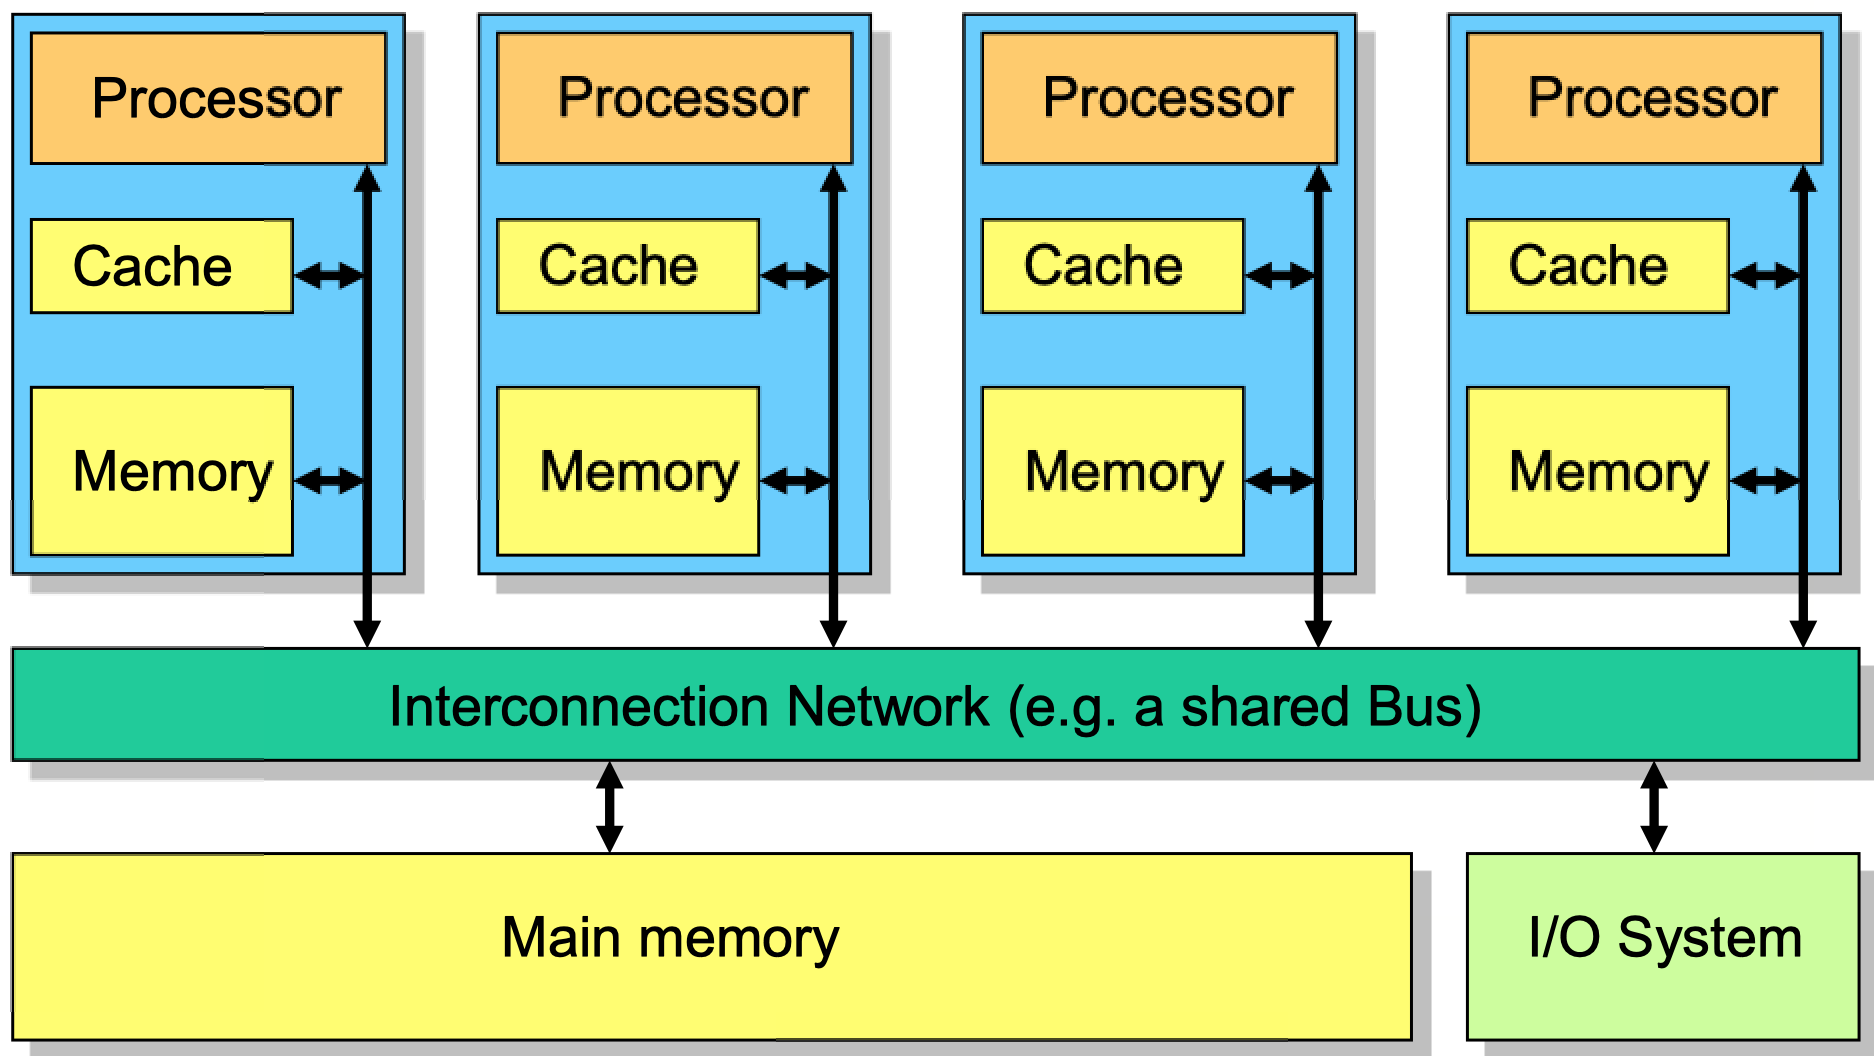 Processor
Processor
Processor
Processor
Cache
Cache
Cache
Cache
Memory
Memory
Memory
Memory
Interconnection Network (e.g. a shared Bus)
Main memory
I/O System